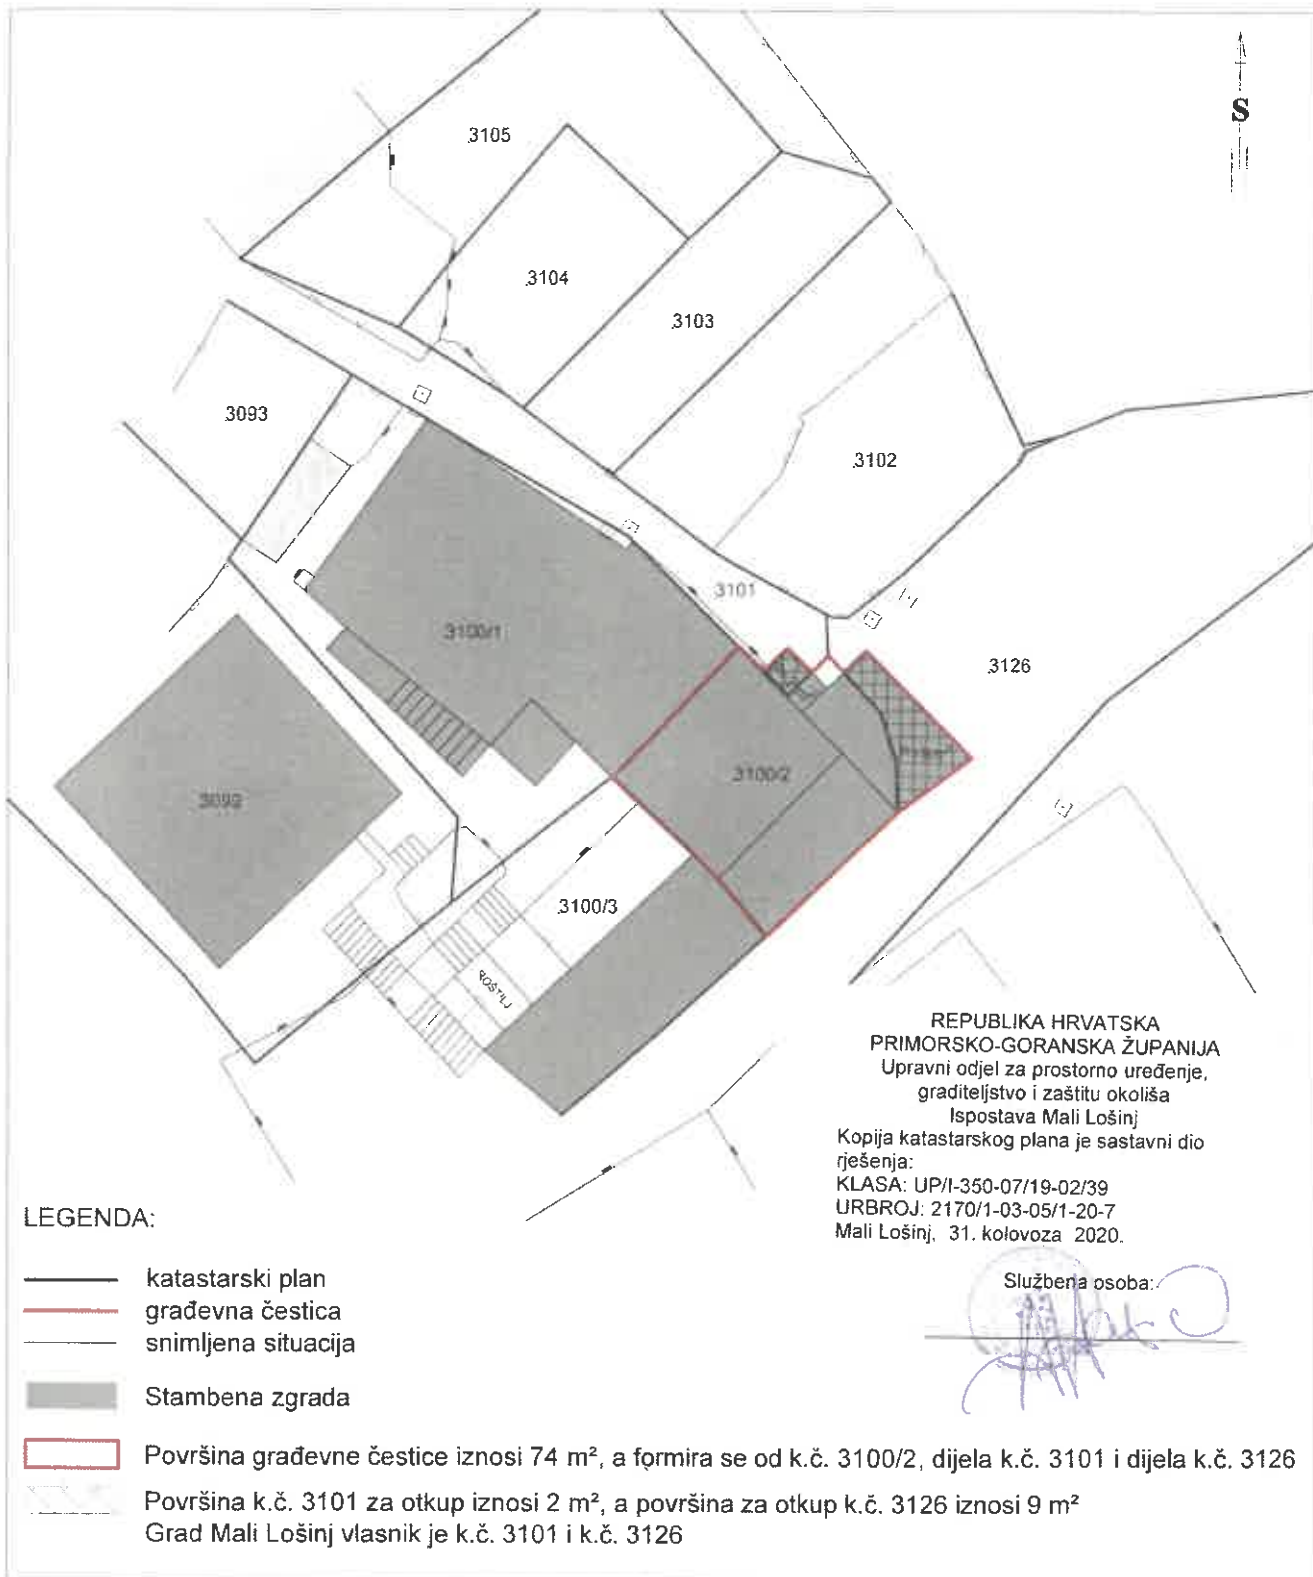 S
3105
3104
3103
3093
3102
3101
3100/1
3126
3100/2
3092
3100/3
ROŠTILJ
REPUBLIKA HRVATSKA
PRIMORSKO-GORANSKA ŽUPANIJA
Upravni odjel za prostorno uređenje,
graditeljstvo i zaštitu okoliša
Ispostava Mali Lošinj
Kopija katastarskog plana je sastavni dio
rješenja:
KLASA: UP/I-350-07/19-02/39
URBROJ: 2170/1-03-05/1-20-7
Mali Lošinj, 31. kolovoza 2020.
Službena osoba:
LEGENDA:
katastarski plan
građevna čestica
snimljena situacija
Stambena zgrada
Površina građevne čestice iznosi 74 m², a formira se od k.č. 3100/2, dijela k.č. 3101 i dijela k.č. 3126
Površina k.č. 3101 za otkup iznosi 2 m², a površina za otkup k.č. 3126 iznosi 9 m²
Grad Mali Lošinj vlasnik je k.č. 3101 i k.č. 3126